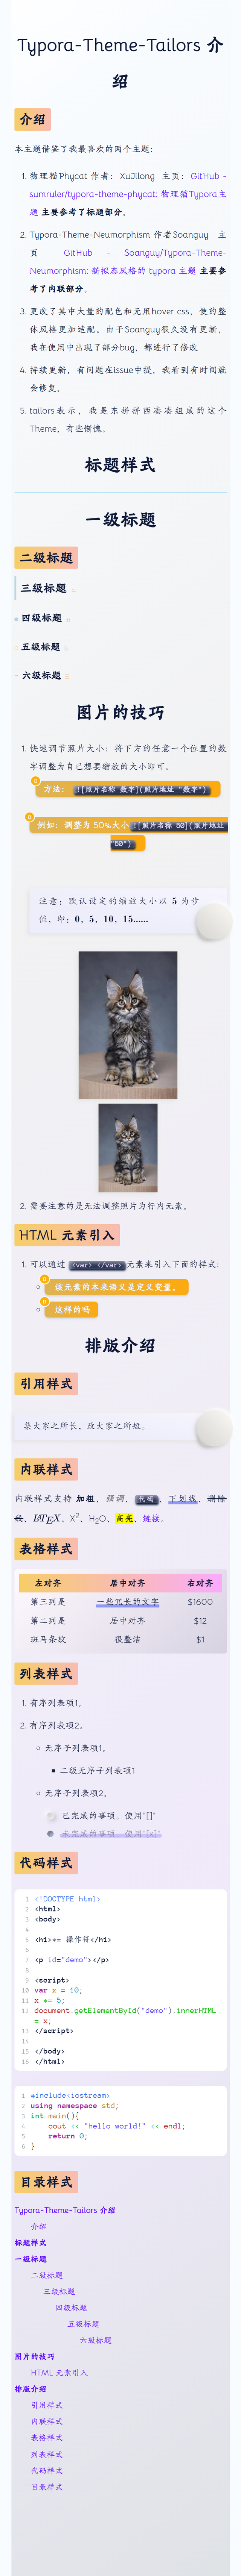 Typora-Theme-Tailors 介
绍
介绍
本主题借鉴了我最喜欢的两个主题：
1. 物理猫Phycat 作者：XuJilong 主页：GitHub -
sumruler/typora-theme-phycat: 物理猫Typora主
题 主要参考了标题部分。
2. Typora-Theme-Neumorphism 作者Soanguy 主
页 GitHub - Soanguy/Typora-Theme-
Neumorphism: 新拟态风格的 typora 主题 主要参
考了内联部分。
3. 更改了其中大量的配色和无用hover css，使的整
体风格更加适配。由于Soanguy很久没有更新，
我在使用中出现了部分bug，都进行了修改
4. 持续更新，有问题在issue中提，我看到有时间就
会修复。
5. tailors表示，我是东拼拼西凑凑组成的这个
Theme，有些惭愧。
标题样式
一级标题
二级标题
三级标题
四级标题
五级标题
六级标题
图片的技巧
1. 快速调节照片大小：将下方的任意一个位置的数
字调整为自己想要缩放的大小即可。
方法： ![照片名称 数字](照片地址 "数字")
例如：调整为 50%大小 ![照片名称 50](照片地址
"50")
注意：默认设定的缩放大小以 5 为步
值，即：0，5，10，15......
2. 需要注意的是无法调整照片为行内元素。
HTML 元素引入
1. 可以通过 <var> </var> 元素来引入下面的样式：
该元素的本来语义是定义变量。
这样的吗
排版介绍
引用样式
集大家之所长，改大家之所短。
内联样式
内联样式支持 加粗、强调、代码、下划线、删除
线、LATEX、X2、H2O、高亮、链接。
表格样式
左对齐 居中对齐 右对齐
第三列是 一些冗长的文字 $1600
第二列是 居中对齐 $12
斑马条纹 很整洁 $1
列表样式
1. 有序列表项1。
2. 有序列表项2。
无序子列表项1。
二级无序子列表项1
无序子列表项2。
已完成的事项，使用"[]"
未完成的事项，使用"[x]"
代码样式
1 <!DOCTYPE html>
2 <html>
3 <body>
4
5 <h1>+= 操作符</h1>
6
7 <p id="demo"></p>
8
9 <script>
10 var x = 10;
11 x += 5;
12 document.getElementById("demo").innerHTML
= x;
13 </script>
14
15 </body>
16 </html>
1 #include<iostream>
2 using namespace std;
3 int main(){
4 cout << "hello world!" << endl;
5 return 0;
6 }
目录样式
Typora-Theme-Tailors 介绍
介绍
标题样式
一级标题
二级标题
三级标题
四级标题
五级标题
六级标题
图片的技巧
HTML 元素引入
排版介绍
引用样式
内联样式
表格样式
列表样式
代码样式
目录样式